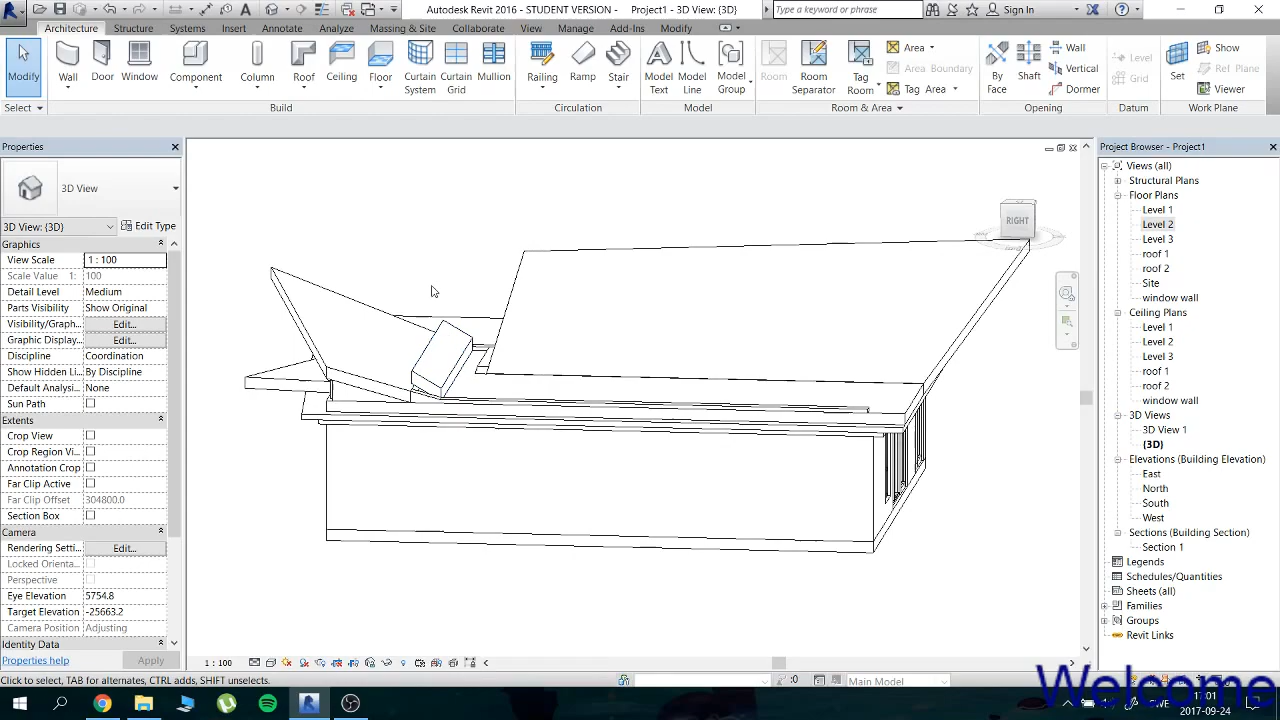 Autodesk Revit 2016 - STUDENT VERSION - Project1 - 3D View: {3D}
Type a keyword or phrase
Sign In
Architecture Structure Systems Insert Annotate Analyze Massing & Site Collaborate View Manage Add-Ins Modify
Modify Wall Door Window Component Column Roof Ceiling Floor Curtain System Curtain Grid Mullion Railing Ramp Stair Model Text Model Line Model Group Room Room Separator Tag Room
Area
Area Boundary
Tag Area
By Face Shaft
Wall
Vertical
Dormer
Level
Grid
Set
Show
Ref Plane
Viewer
Select Build Circulation Model Room & Area Opening Datum Work Plane
Properties
3D View
3D View: {3D} Edit Type
Graphics
View Scale 1 : 100
Scale Value 1: 100
Detail Level Medium
Parts Visibility Show Original
Visibility/Graph... Edit...
Graphic Display... Edit...
Discipline Coordination
Show Hidden Li... By Discipline
Default Analysi... None
Sun Path
Extents
Crop View
Crop Region Vi...
Annotation Crop
Far Clip Active
Far Clip Offset 304800.0
Section Box
Camera
Rendering Setti... Edit...
Locked Orienta...
Perspective
Eye Elevation 5754.8
Target Elevation -25663.2
Camera Position Adjusting
Identity Data
Properties help Apply
RIGHT
Project Browser - Project1
Views (all)
Structural Plans
Floor Plans
Level 1
Level 2
Level 3
roof 1
roof 2
Site
window wall
Ceiling Plans
Level 1
Level 2
Level 3
roof 1
roof 2
window wall
3D Views
3D View 1
{3D}
Elevations (Building Elevation)
East
North
South
West
Sections (Building Section)
Section 1
Legends
Schedules/Quantities
Sheets (all)
Families
Groups
Revit Links
1 : 100
Click to select, TAB for alternates, CTRL adds, SHIFT unselects.
:0
Main Model
Welcome
SWE
17:01
2017-09-24